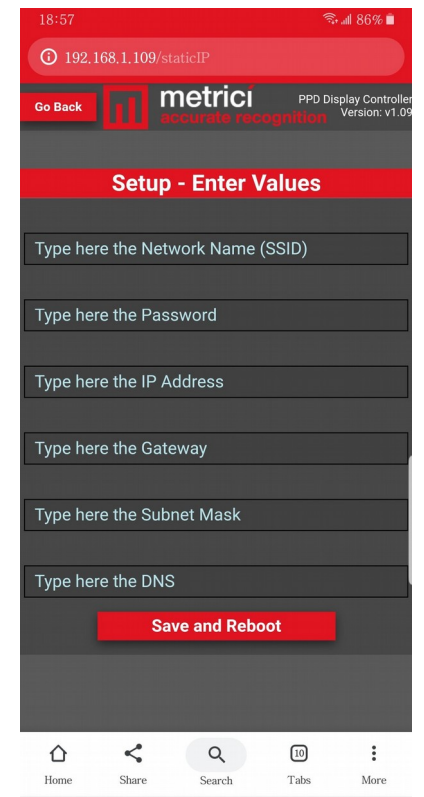 18:57
86%
192.168.1.109/staticIP
Go Back
metrici
accurate recognition
PPD Display Controller
Version: v1.09
Setup - Enter Values
Type here the Network Name (SSID)
Type here the Password
Type here the IP Address
Type here the Gateway
Type here the Subnet Mask
Type here the DNS
Save and Reboot
10
Home
Share
Search
Tabs
More